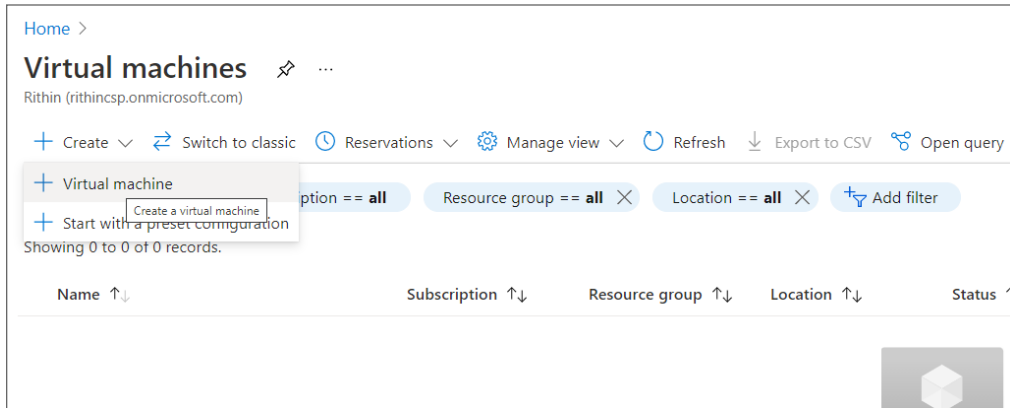 Home >
Virtual machines ...
Rithin (rithincsp.onmicrosoft.com)
+ Create Switch to classic Reservations Manage view Refresh Export to CSV Open query
+ Virtual machine
ption == all Resource group == all × Location == all × Add filter
Create a virtual machine
+ Start with a preset configuration
Showing 0 to 0 of 0 records.
Name ↑↓ Subscription ↑↓ Resource group ↑↓ Location ↑↓ Status ↑